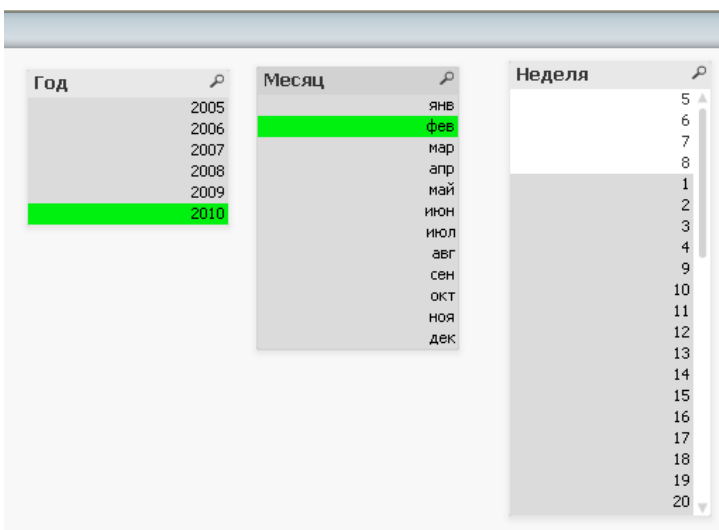 Год
2005
2006
2007
2008
2009
2010
Месяц
янв
фев
мар
апр
май
июн
июл
авг
сен
окт
ноя
дек
Неделя
5
6
7
8
1
2
3
4
9
10
11
12
13
14
15
16
17
18
19
20